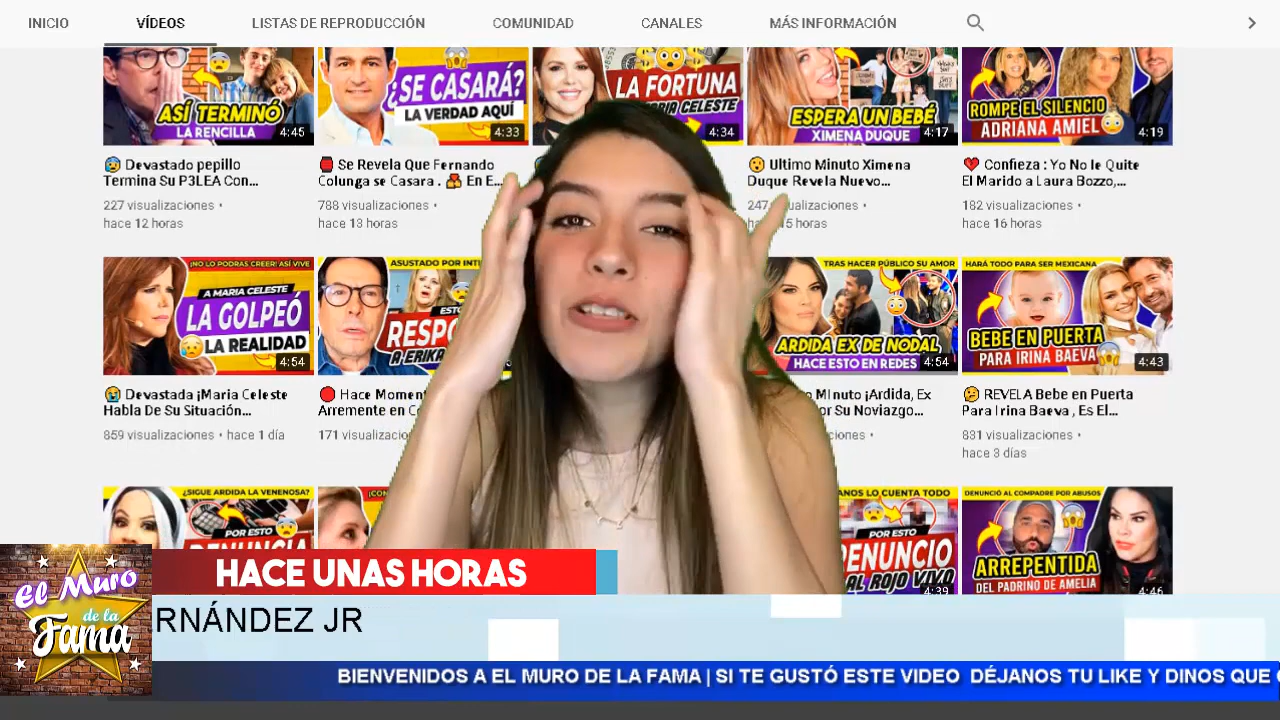 INICIO
VÍDEOS
LISTAS DE REPRODUCCIÓN
COMUNIDAD
CANALES
MÁS INFORMACIÓN
ASÍ TERMINÓ
LA RENCILLA
4:45
¿SE CASARÁ?
LA VERDAD AQUÍ
4:33
LA FORTUNA
CELESTE
4:34
ESPERA UN BEBÉ
XIMENA DUQUE
4:17
ROMPE EL SILENCIO
ADRIANA AMIEL
4:19
😰 Devastado pepillo
Termina Su P3LEA Con...
227 visualizaciones •
hace 12 horas
Se Revela Que Fernando
Colunga se Casara . En E...
788 visualizaciones •
hace 13 horas
😯 Ultimo Minuto Ximena
Duque Revela Nuevo...
247
horas
💔 Confieza : Yo No le Quite
El Marido a Laura Bozzo,...
182 visualizaciones •
hace 16 horas
¡NO LO PODRAS CREER! ASÍ VIVE
A MARIA CELESTE
LA GOLPEÓ
LA REALIDAD
4:54
ASUSTADO POR
RESP
A ERIKA
TRAS HACER PÚBLICO SU AMOR
ARDIDA EX DE NODAL
HACE ESTO EN REDES
4:54
HARÁ TODO PARA SER MEXICANA
BEBE EN PUERTA
PARA IRINA BAEVA
4:43
😭 Devastada ¡Maria Celeste
Habla De Su Situación...
859 visualizaciones • hace 1 día
🔴 Hace
Arremente en
171
MInuto ¡Ardida, Ex
Su Noviazgo...
🤔 REVELA Bebe en Puerta
Para Irina Baeva , Es El...
831 visualizaciones •
hace 3 días
¿SIGUE ARDIDA LA VENENOSA?
POR ESTO
DENUNCIA
LO CUENTA TODO
POR ESTO
AL ROJO VIVO
4:39
DENUNCIÓ AL COMPADRE POR ABUSOS
ARREPENTIDA
DEL PADRINO DE AMELIA
4:46
El Muro
de la
Fama
HACE UNAS HORAS
RNÁNDEZ JR
BIENVENIDOS A EL MURO DE LA FAMA | SI TE GUSTÓ ESTE VIDEO DÉJANOS TU LIKE Y DINOS QUE